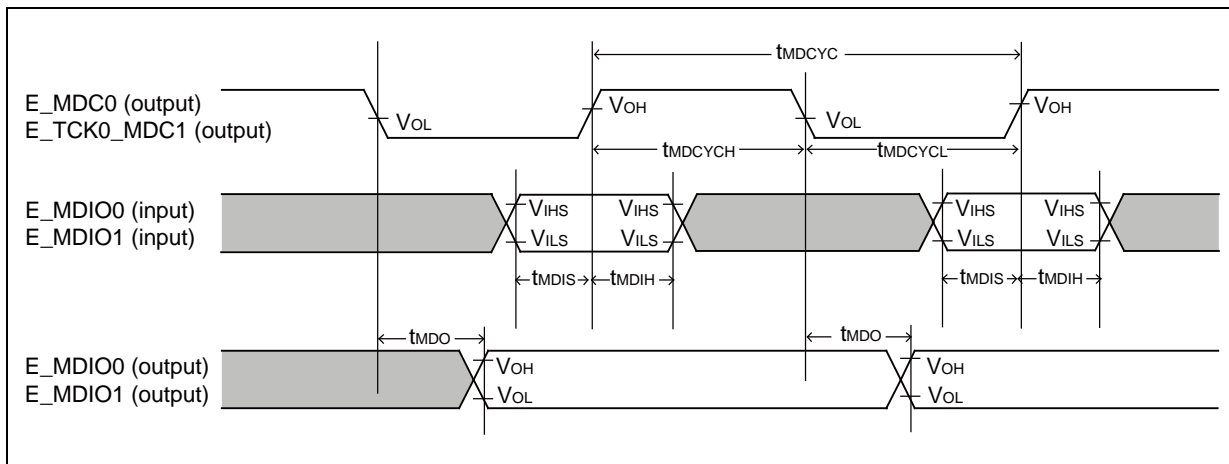 tMDCYC
E_MDC0 (output)
E_TCK0_MDC1 (output)
VOL
VOH
VOL
VOH
tMDCYCH
tMDCYCL
E_MDIO0 (input)
E_MDIO1 (input)
VIHS
VIHS
VIHS
VIHS
VILS
VILS
VILS
VILS
tMDIS
tMDIH
tMDIS
tMDIH
tMDO
tMDO
E_MDIO0 (output)
E_MDIO1 (output)
VOH
VOH
VOL
VOL